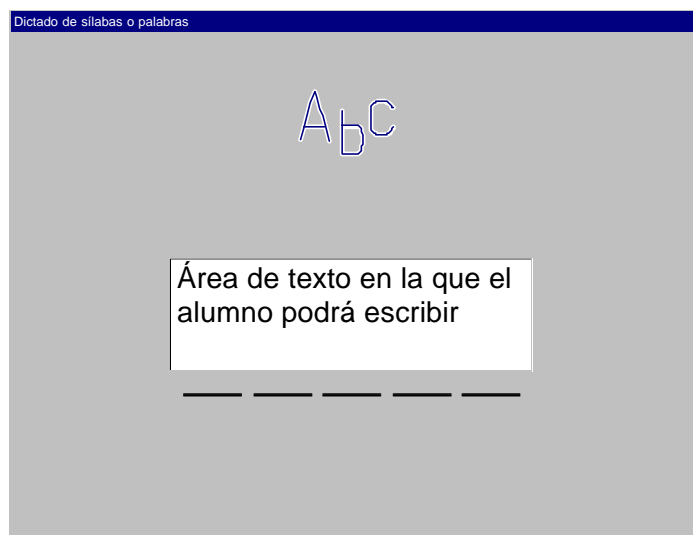 Dictado de sílabas o palabras
AbC
Área de texto en la que el
alumno podrá escribir